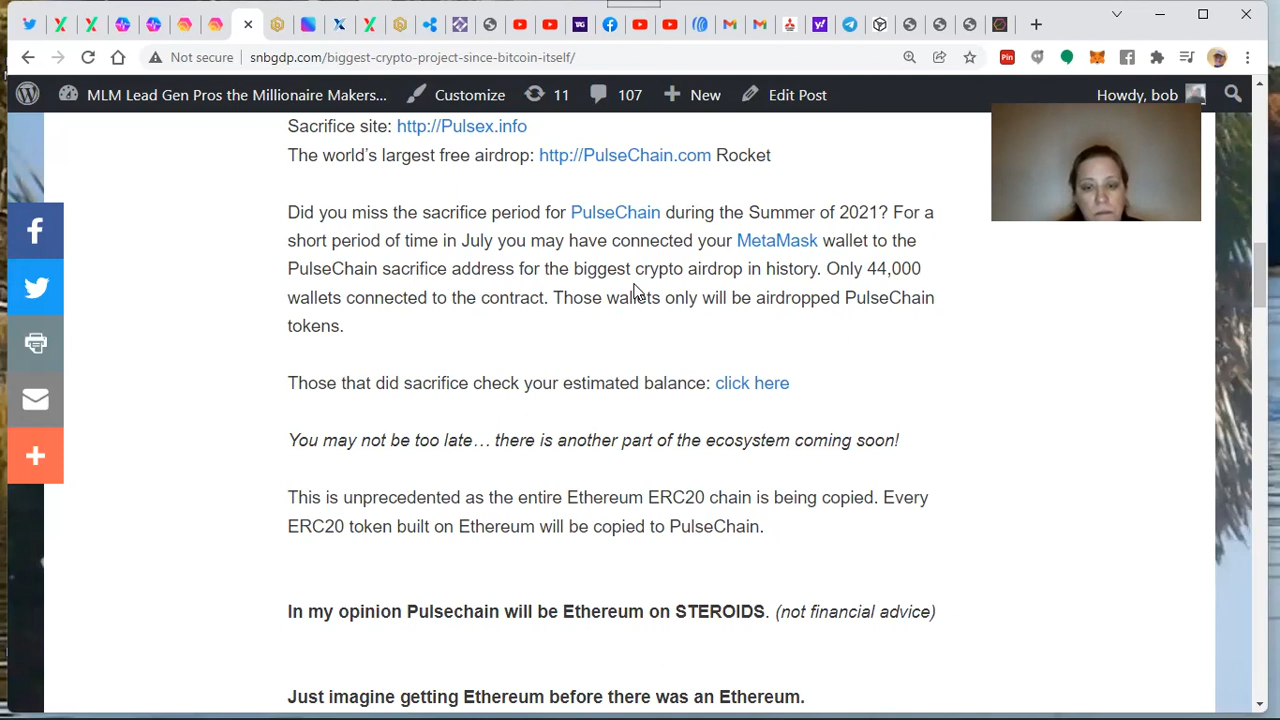 Not secure
snbgdp.com/biggest-crypto-project-since-bitcoin-itself/
MLM Lead Gen Pros the Millionaire Makers... Customize 11 107 New Edit Post Howdy, bob
Sacrifice site: http://Pulsex.info
The world's largest free airdrop: http://PulseChain.com Rocket
Did you miss the sacrifice period for PulseChain during the Summer of 2021? For a
short period of time in July you may have connected your MetaMask wallet to the
PulseChain sacrifice address for the biggest crypto airdrop in history. Only 44,000
wallets connected to the contract. Those wallets only will be airdropped PulseChain
tokens.
Those that did sacrifice check your estimated balance: click here
You may not be too late… there is another part of the ecosystem coming soon!
This is unprecedented as the entire Ethereum ERC20 chain is being copied. Every
ERC20 token built on Ethereum will be copied to PulseChain.
In my opinion Pulsechain will be Ethereum on STEROIDS. (not financial advice)
Just imagine getting Ethereum before there was an Ethereum.